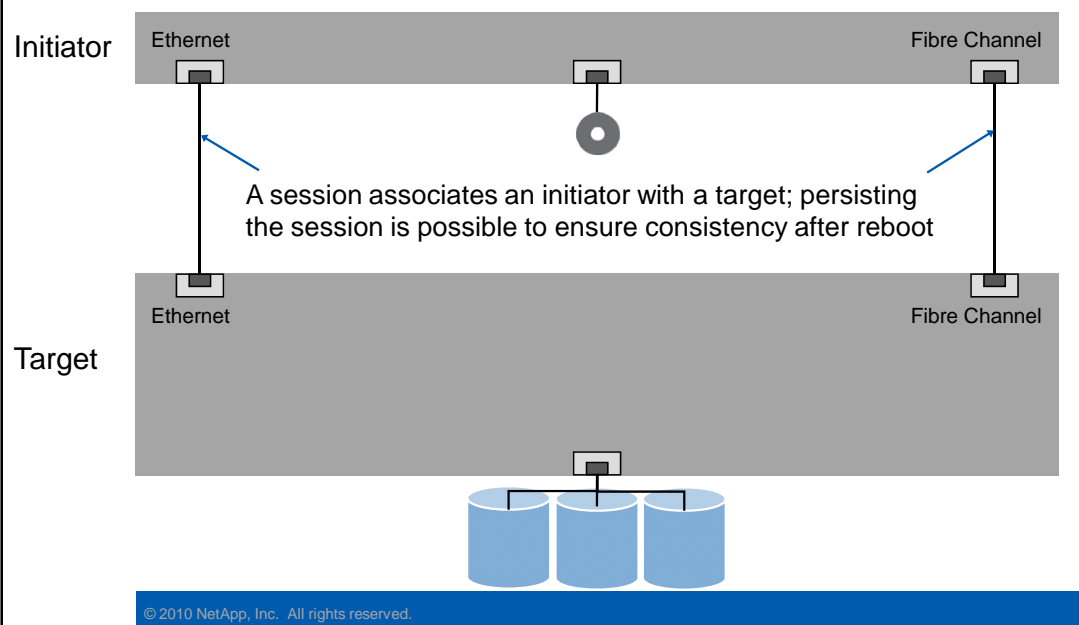 Initiator
Ethernet
Fibre Channel
A session associates an initiator with a target; persisting
the session is possible to ensure consistency after reboot
Ethernet
Fibre Channel
Target
© 2010 NetApp, Inc. All rights reserved.